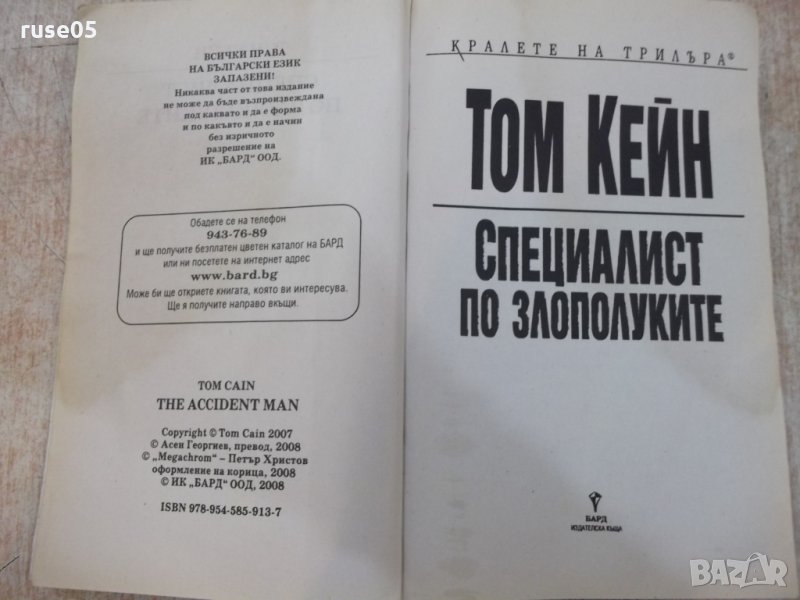 ruse05
ВСИЧКИ ПРАВА
НА БЪЛГАРСКИ ЕЗИК
ЗАПАЗЕНИ!
Никаква част от това издание
не може да бъде възпроизвеждана
под каквато и да е форма
и по какъвто и да е начин
без изричното
разрешение на
ИК „БАРД“ ООД.
Обадете се на телефон
943-76-89
и ще получите безплатен цветен каталог на БАРД
или ни посетете на интернет адрес
www.bard.bg
Може би ще откриете книгата, която ви интересува.
Ще я получите направо вкъщи.
TOM CAIN
THE ACCIDENT MAN
Copyright © Tom Cain 2007
© Асен Георгиев, превод, 2008
© „Megachrom“ – Петър Христов
оформление на корица, 2008
© ИК „БАРД“ ООД, 2008
ISBN 978-954-585-913-7
КРАЛЕТЕ НА ТРИЛЪРА®
ТОМ КЕЙН
СПЕЦИАЛИСТ
ПО ЗЛОПОЛУКИТЕ
БАРД
ИЗДАТЕЛСКА КЪЩА
BAZAR